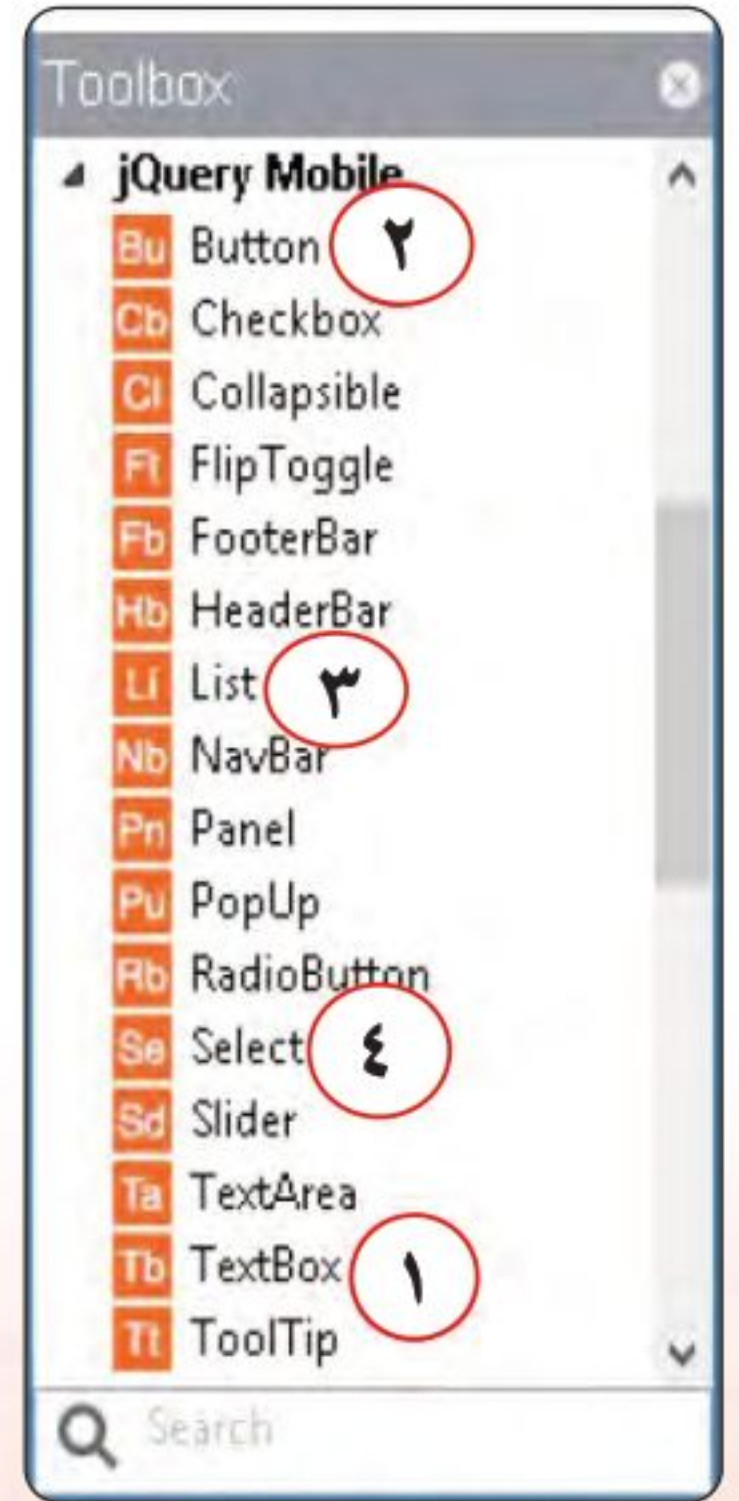 Toolbox
jQuery Mobile
Bu Button ٢
Cb Checkbox
Cl Collapsible
Ft FlipToggle
Fb FooterBar
Hb HeaderBar
Li List ٣
Nb NavBar
Pn Panel
Pu PopUp
Rb RadioButton
Se Select ٤
Sd Slider
Ta TextArea
Tb TextBox ١
Tt ToolTip
Search